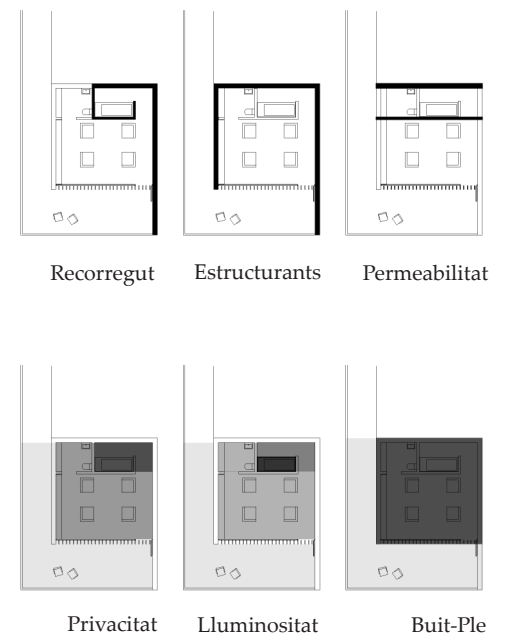 Recorregut
Estructurants
Permeabilitat
Privacitat
Lluminositat
Buit-Ple